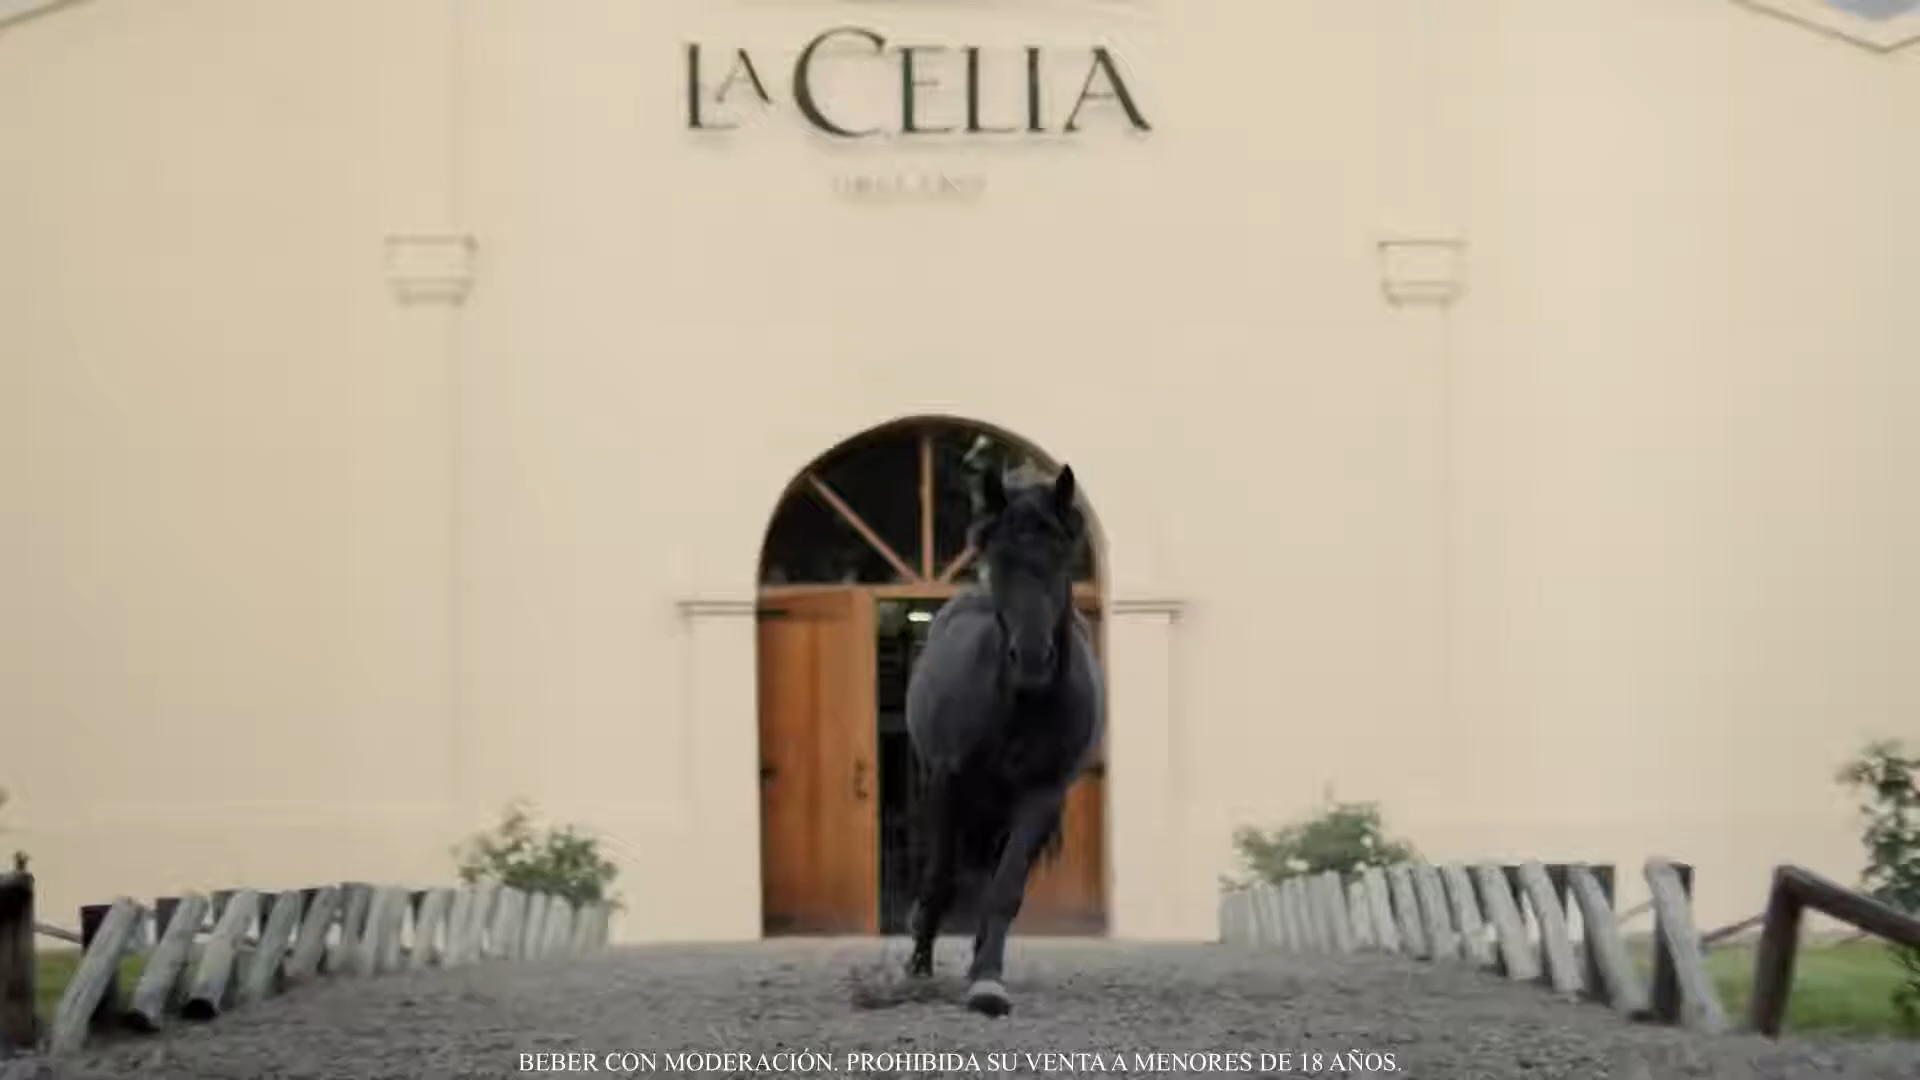 LA CELIA
BEBER CON MODERACIÓN. PROHIBIDA SU VENTA A MENORES DE 18 AÑOS.